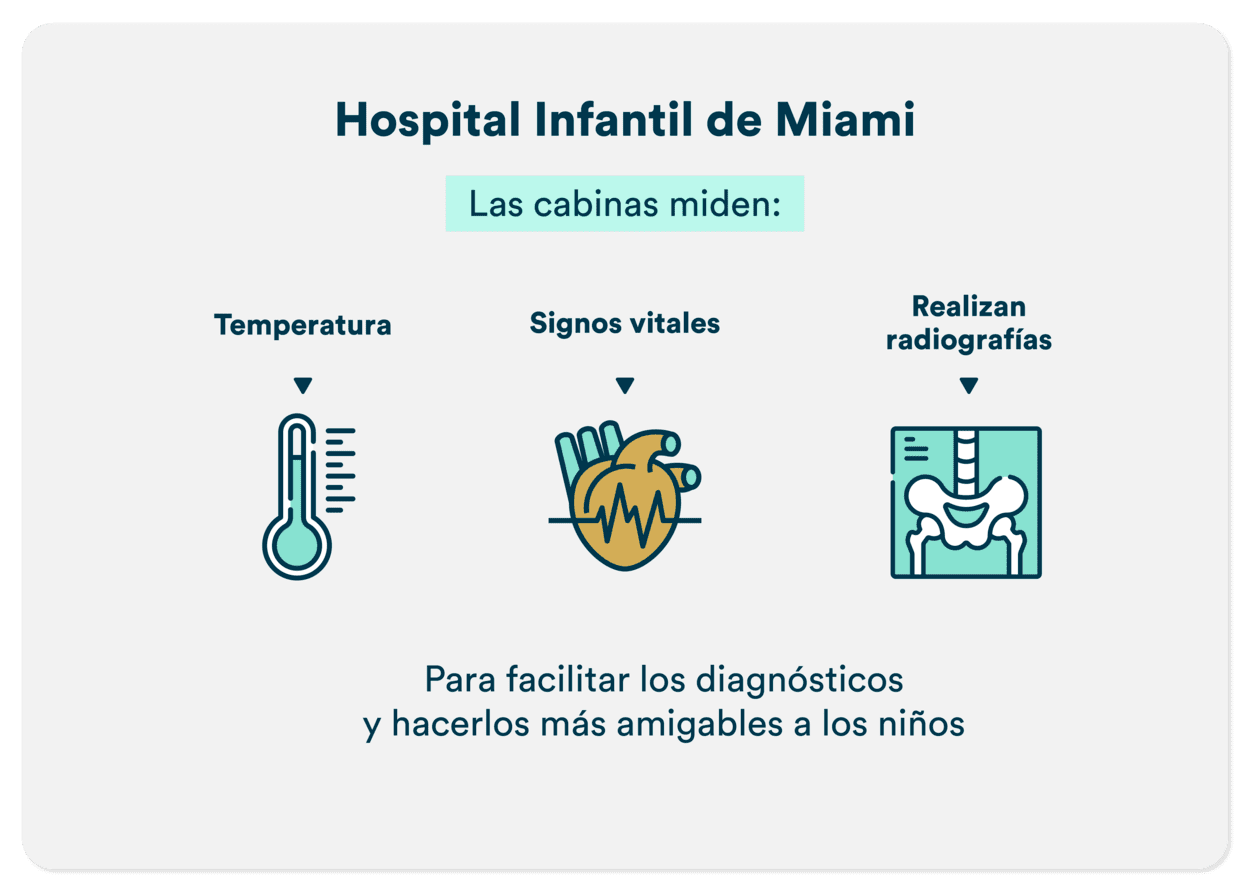 Hospital Infantil de Miami
Las cabinas miden:
Temperatura
Signos vitales
Realizan
radiografías
Para facilitar los diagnósticos
y hacerlos más amigables a los niños